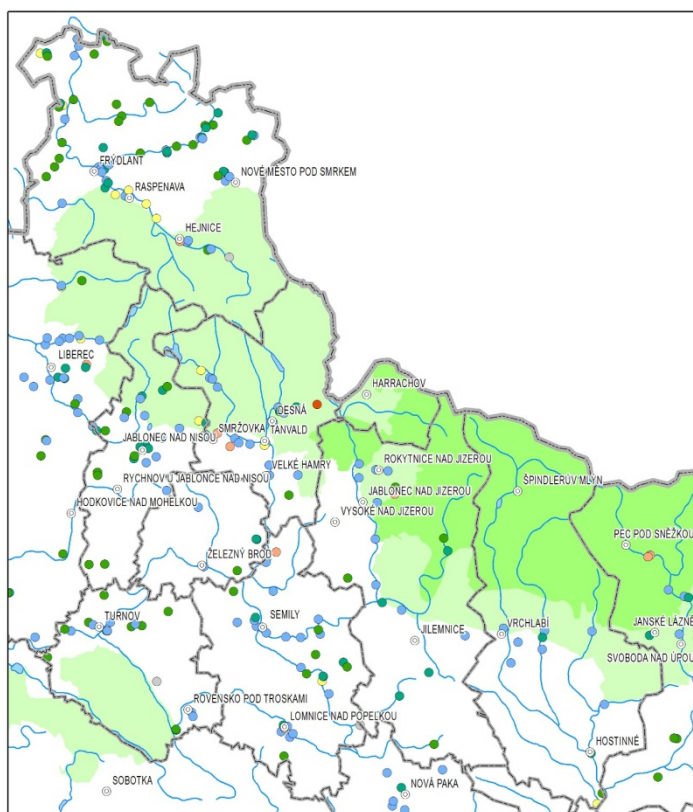 FRÝDLANT
NOVÉ MĚSTO POD SMRKEM
RASPENAVA
HEJNICE
LIBEREC
HARRACHOV
DESNÁ
SMRŽOVKA
TANVALD
JABLONEC NAD NISOU
VELKÉ HAMRY
ROKYTNICE NAD JIZEROU
RYCHNOV U JABLONCE NAD NISOU
JABLONEC NAD JIZEROU
ŠPINDLERŮV MLÝN
HODKOVICE NAD MOHELKOU
VYSOKÉ NAD JIZEROU
PEC POD SNĚŽKOU
ŽELEZNÝ BROD
TURNOV
SEMILY
JILEMNICE
VRCHLABÍ
JANSKÉ LÁZNĚ
SVOBODA NAD ÚPOU
ROVENSKO POD TROSKAMI
LOMNICE NAD POPELKOU
HOSTINNÉ
SOBOTKA
NOVÁ PAKA